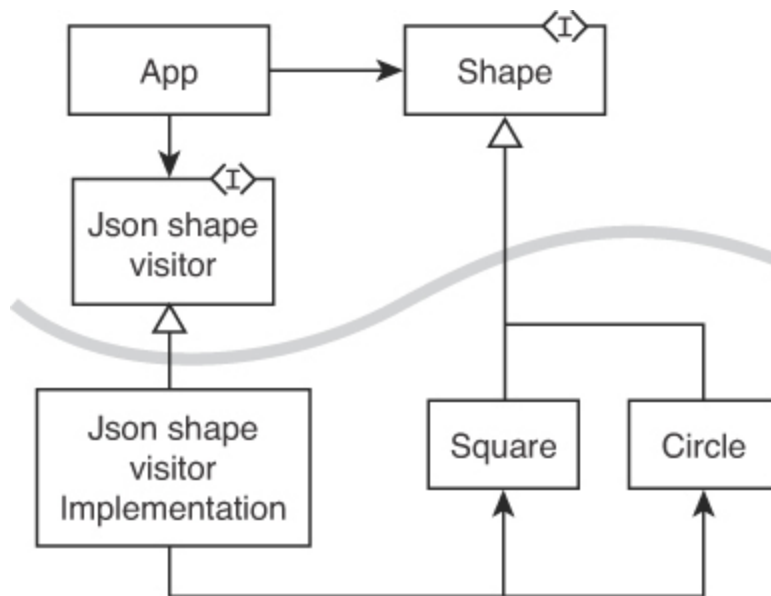 App
<I>
Shape
<I>
Json shape
visitor
Json shape
visitor
Implementation
Square
Circle